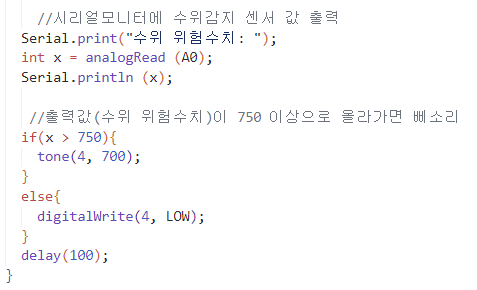 //시리얼모니터에 수위감지 센서 값 출력
Serial.print("수위 위험수치: ");
int x = analogRead (A0);
Serial.println (x);
//출력값(수위 위험수치)이 750 이상으로 올라가면 삐소리
if(x > 750){
tone(4, 700);
}
else{
digitalWrite(4, LOW);
}
delay(100);
}